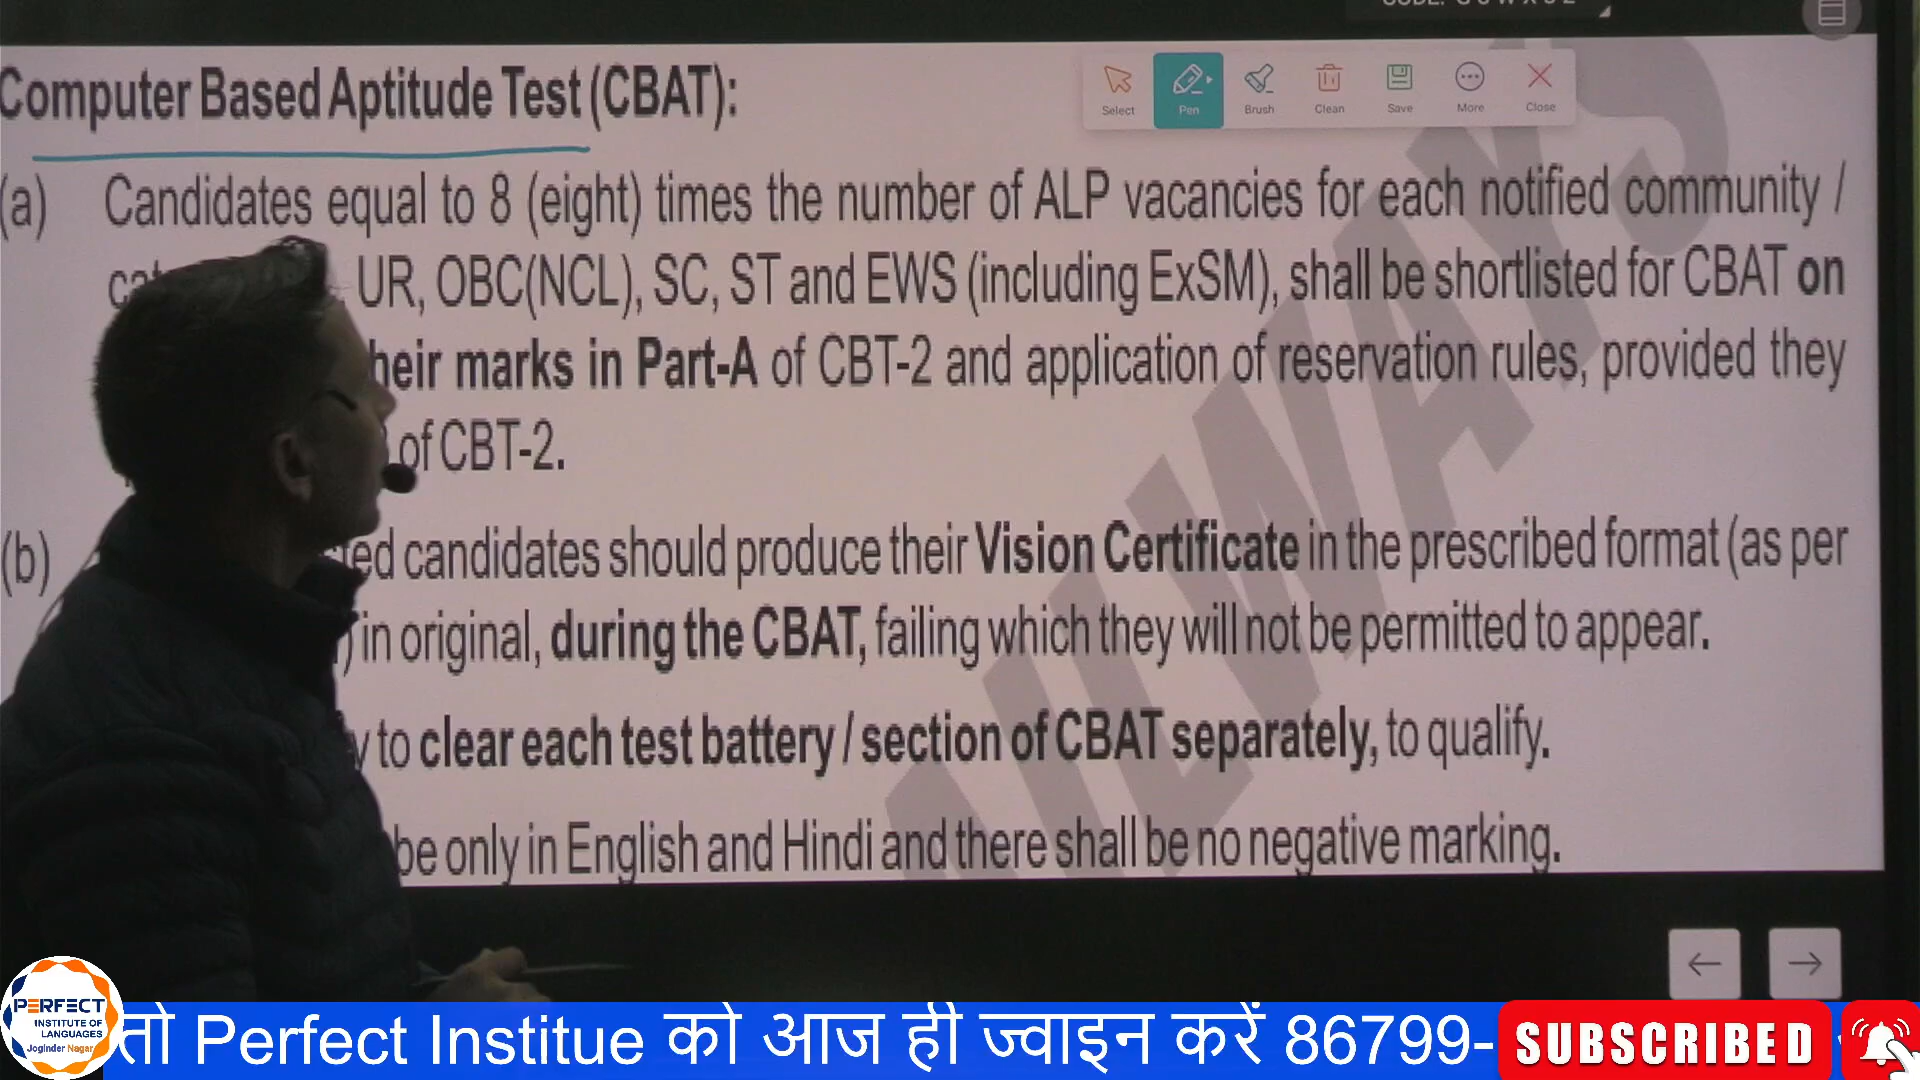 Computer Based Aptitude Test (CBAT):
Select Pen Brush Clean Save More Close
(a) Candidates equal to 8 (eight) times the number of ALP vacancies for each notified community /
UR, OBC(NCL), SC, ST and EWS (including ExSM), shall be shortlisted for CBAT on
heir marks in Part-A of CBT-2 and application of reservation rules, provided they
of CBT-2.
(b) ed candidates should produce their Vision Certificate in the prescribed format (as per
) in original, during the CBAT, failing which they will not be permitted to appear.
y to clear each test battery / section of CBAT separately, to qualify.
be only in English and Hindi and there shall be no negative marking.
RAILWAYS
PERFECT
INSTITUTE OF
LANGUAGES
Joginder Nagar
तो Perfect Institue को आज ही ज्वाइन करें 86799-
SUBSCRIBED